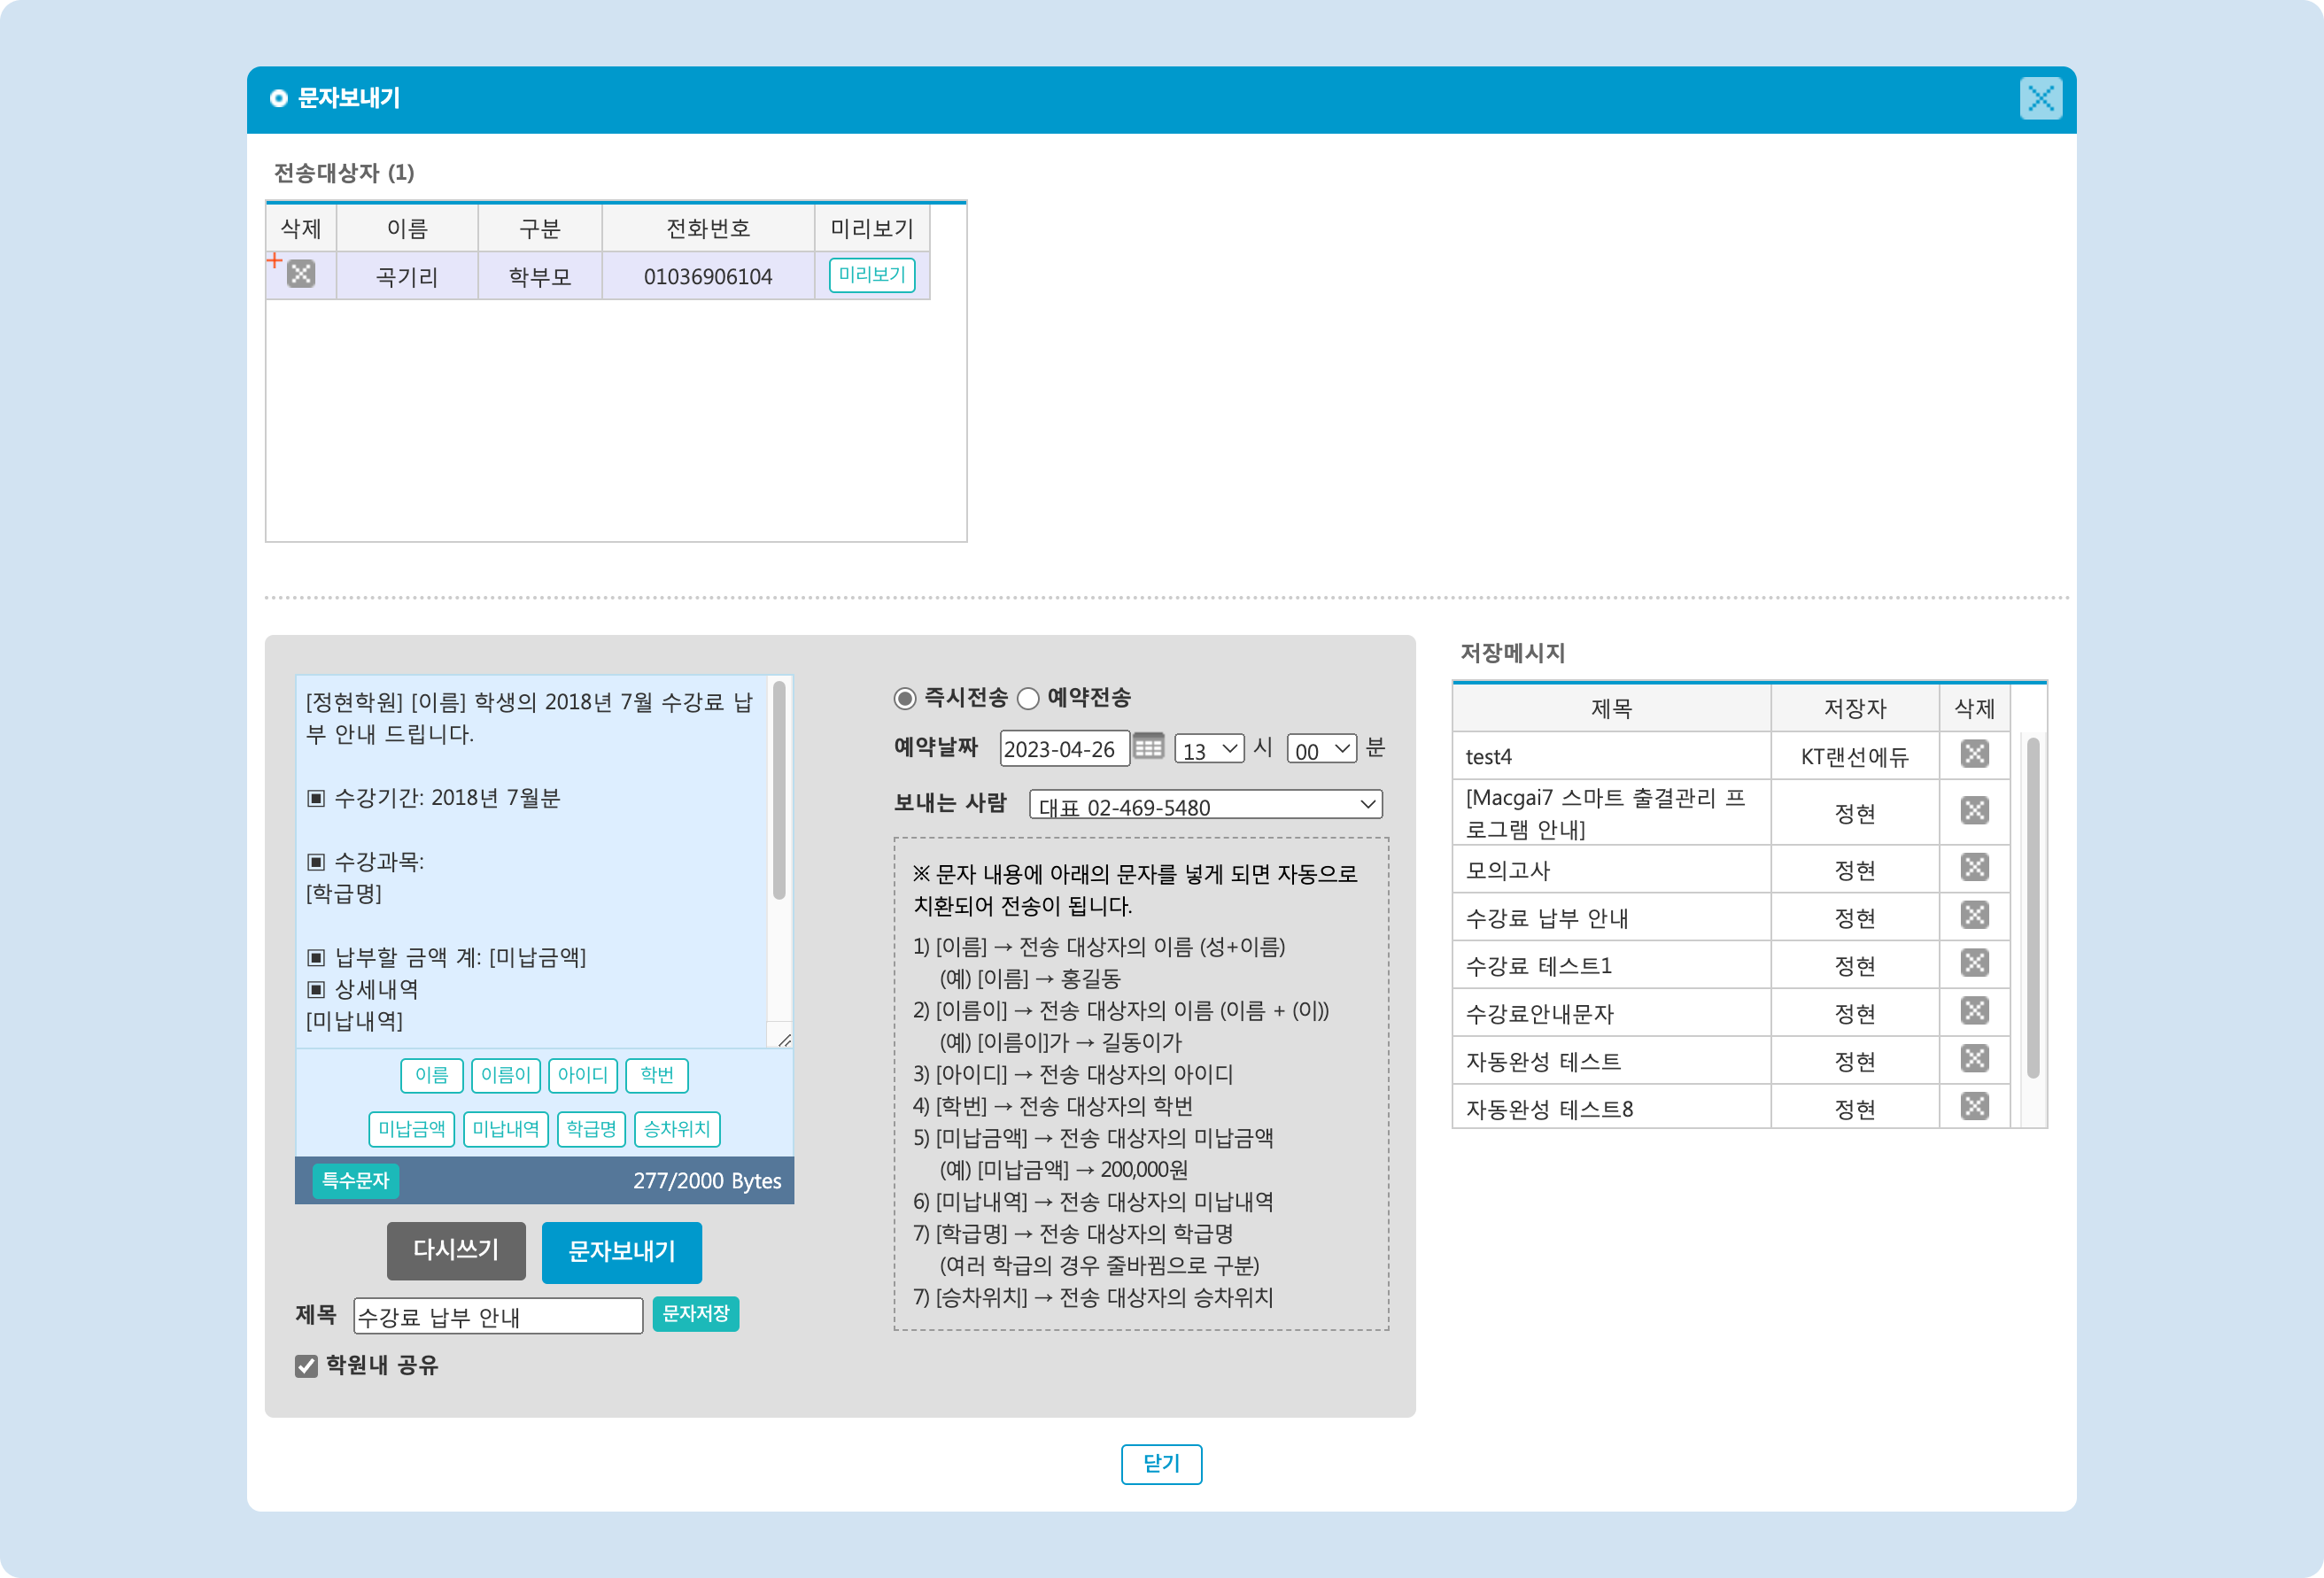 문자보내기
전송대상자 (1)
삭제 이름 구분 전화번호 미리보기
곡기리 학부모 01036906104 미리보기
[정현학원] [이름] 학생의 2018년 7월 수강료 납
부 안내 드립니다.
▣ 수강기간: 2018년 7월분
▣ 수강과목:
[학급명]
▣ 납부할 금액 계: [미납금액]
▣ 상세내역
[미납내역]
이름 이름이 아이디 학번
미납금액 미납내역 학급명 승차위치
특수문자 277/2000 Bytes
다시쓰기 문자보내기
제목 수강료 납부 안내 문자저장
학원내 공유
즉시전송 예약전송
예약날짜 2023-04-26 13 시 00 분
보내는 사람 대표 02-469-5480
※ 문자 내용에 아래의 문자를 넣게 되면 자동으로
치환되어 전송이 됩니다.
1) [이름] → 전송 대상자의 이름 (성+이름)
(예) [이름] → 홍길동
2) [이름이] → 전송 대상자의 이름 (이름 + (이))
(예) [이름이]가 → 길동이가
3) [아이디] → 전송 대상자의 아이디
4) [학번] → 전송 대상자의 학번
5) [미납금액] → 전송 대상자의 미납금액
(예) [미납금액] → 200,000원
6) [미납내역] → 전송 대상자의 미납내역
7) [학급명] → 전송 대상자의 학급명
(여러 학급의 경우 줄바뀜으로 구분)
7) [승차위치] → 전송 대상자의 승차위치
저장메시지
제목 저장자 삭제
test4 KT랜선에듀
[Macgai7 스마트 출결관리 프
로그램 안내] 정현
모의고사 정현
수강료 납부 안내 정현
수강료 테스트1 정현
수강료안내문자 정현
자동완성 테스트 정현
자동완성 테스트8 정현
닫기